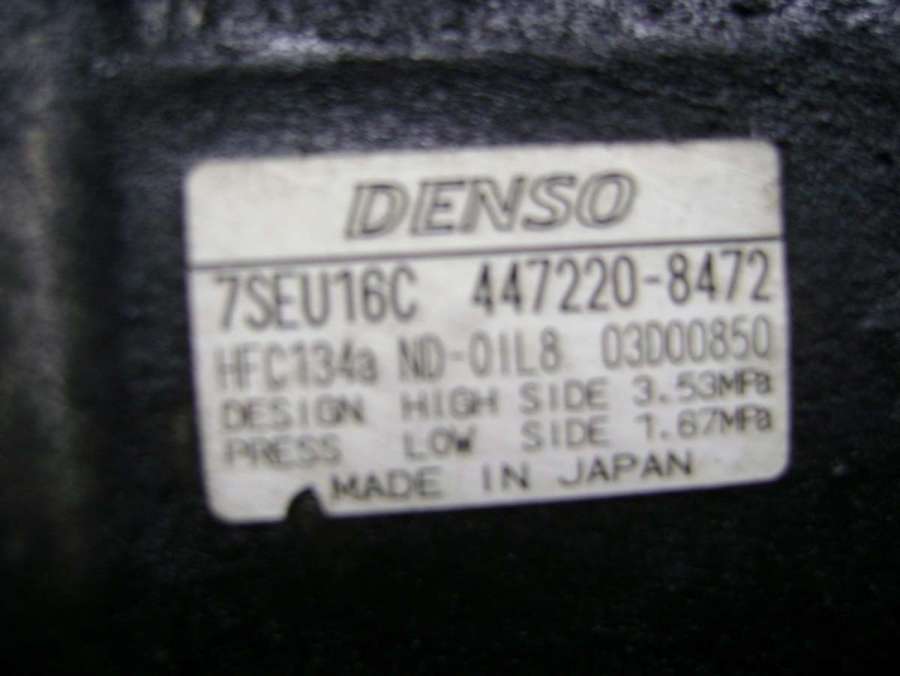 DENSO
7SEU16C 447220-8472
HFC134a ND-OIL8 03D00850
DESIGN HIGH SIDE 3.53MPa
PRESS LOW SIDE 1.67MPa
MADE IN JAPAN